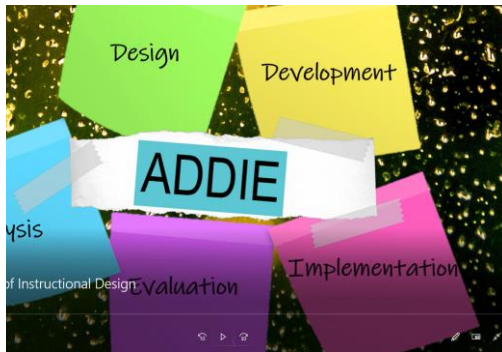 Design
Development
ADDIE
ysis
Implementation
of Instructional Design
Evaluation